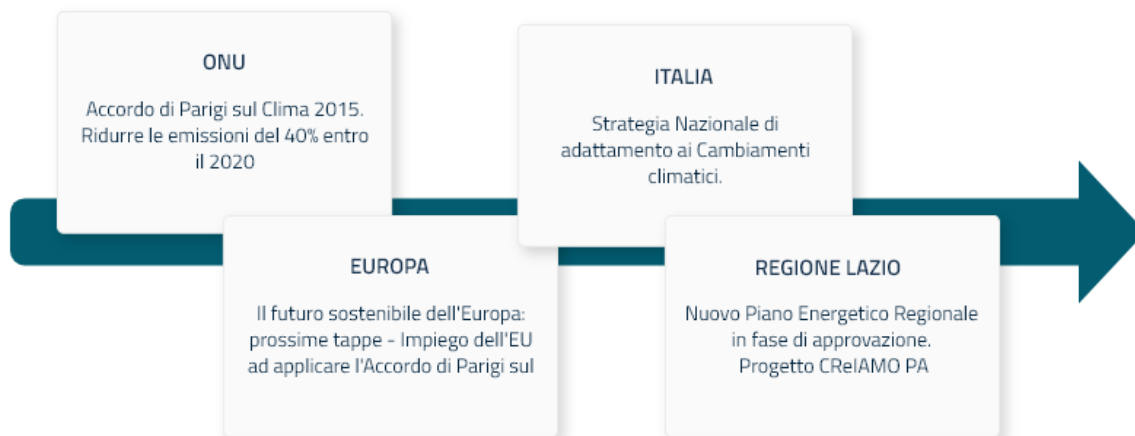 ONU
Accordo di Parigi sul Clima 2015.
Ridurre le emissioni del 40% entro
il 2020
EUROPA
Il futuro sostenibile dell'Europa:
prossime tappe - Impiego dell'EU
ad applicare l'Accordo di Parigi sul
ITALIA
Strategia Nazionale di
adattamento ai Cambiamenti
climatici.
REGIONE LAZIO
Nuovo Piano Energetico Regionale
in fase di approvazione.
Progetto CReIAMO PA